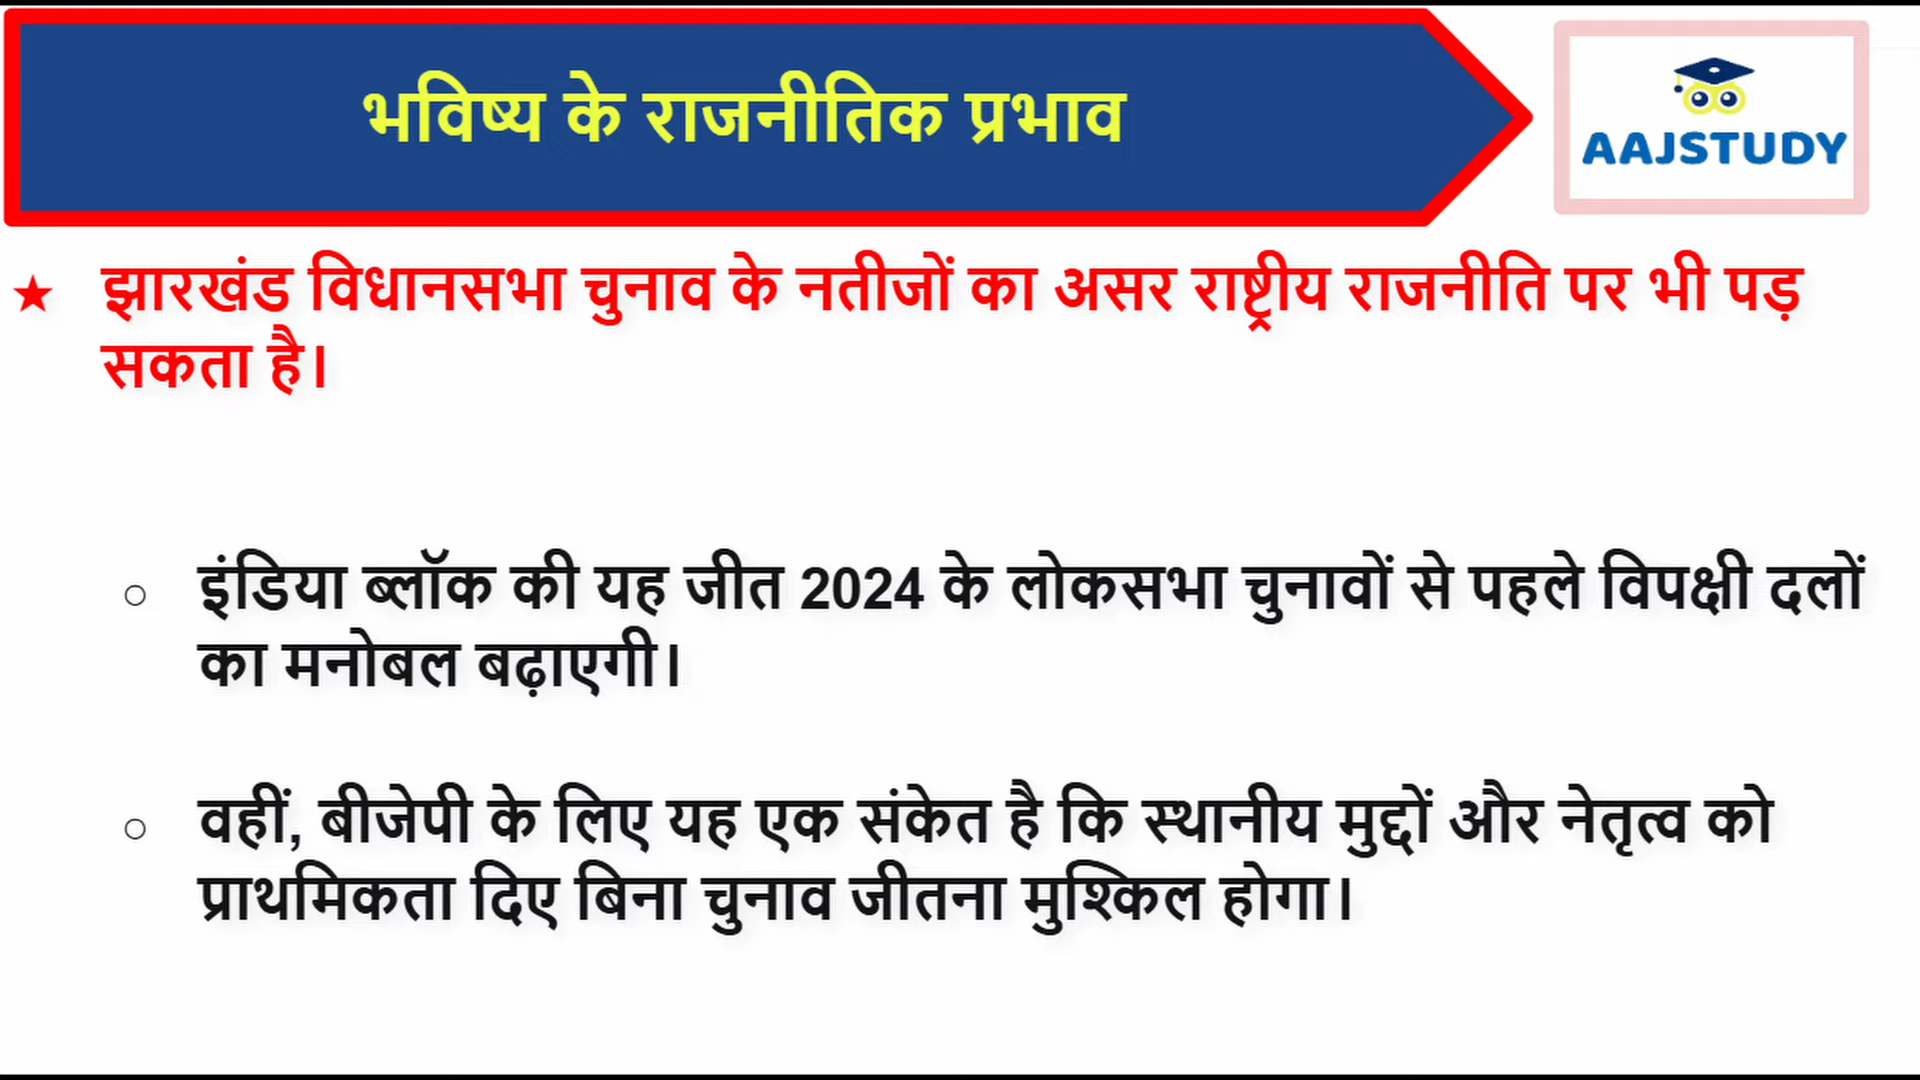 भविष्य के राजनीतिक प्रभाव
AAJSTUDY
★ झारखंड विधानसभा चुनाव के नतीजों का असर राष्ट्रीय राजनीति पर भी पड़
सकता है।
○ इंडिया ब्लॉक की यह जीत 2024 के लोकसभा चुनावों से पहले विपक्षी दलों
का मनोबल बढ़ाएगी।
○ वहीं, बीजेपी के लिए यह एक संकेत है कि स्थानीय मुद्दों और नेतृत्व को
प्राथमिकता दिए बिना चुनाव जीतना मुश्किल होगा।